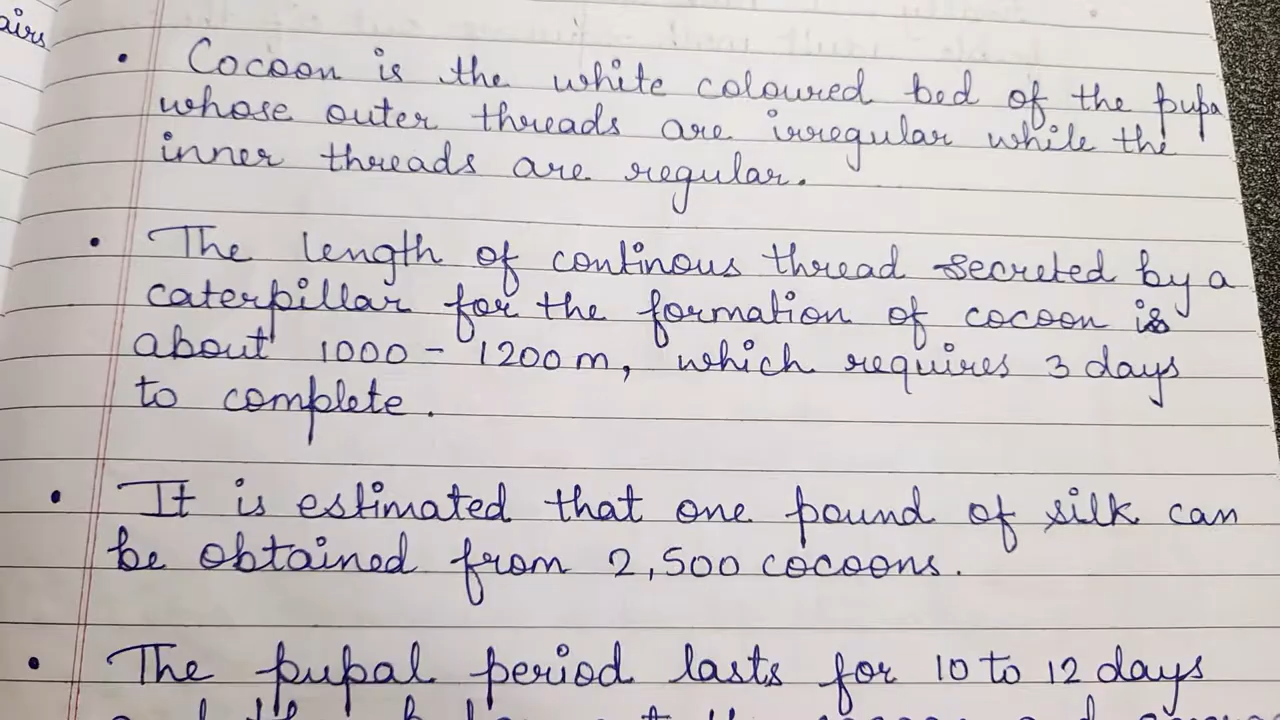 airs
• Cocoon is the white coloured bed of the pupa
whose outer threads are irregular while the
inner threads are regular.
• The length of continous thread secreted by a
caterpillar for the formation of cocoon is
about 1000 - 1200m, which requires 3 days
to complete.
• It is estimated that one pound of silk can
be obtained from 2,500 cocoons.
• The pupal period lasts for 10 to 12 days